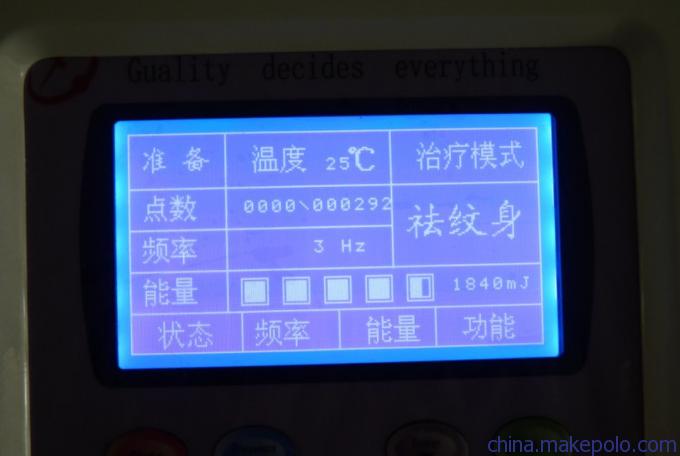 Guality decides everything
准 备 温度 25℃ 治疗模式
点数 0000\000292
祛纹身
频率 3 Hz
能量 1840mJ
状态 频率 能量 功能
china.makepolo.com